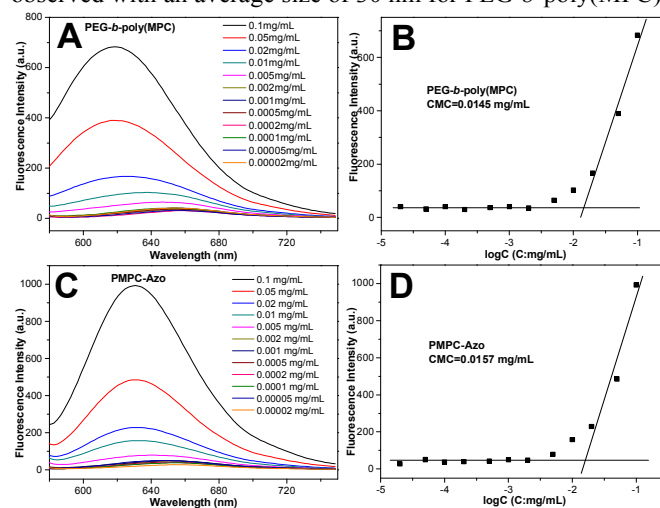 observed with an average size of 50 nm for PEG-b-poly(MPC)
A
PEG-b-poly(MPC)
0.1mg/mL
0.05mg/mL
0.02mg/mL
0.01mg/mL
0.005mg/mL
0.002mg/mL
0.001mg/mL
0.0005mg/mL
0.0002mg/mL
0.0001mg/mL
0.00005mg/mL
0.00002mg/mL
Fluorescence Intensity (a.u.)
800
600
400
200
0
600 640 680 720
Wavelength (nm)
B
PEG-b-poly(MPC)
CMC=0.0145 mg/mL
Fluorescence Intensity (a.u.)
600
400
200
0
-5 -4 -3 -2 -1
logC (C:mg/mL)
C
PMPC-Azo
0.1 mg/mL
0.05 mg/mL
0.02 mg/mL
0.01 mg/mL
0.005 mg/mL
0.002 mg/mL
0.001 mg/mL
0.0005 mg/mL
0.0002 mg/mL
0.0001 mg/mL
0.00005 mg/mL
0.00002 mg/mL
Fluorescence Intensity (a.u.)
1000
800
600
400
200
0
600 640 680 720
Wavelength (nm)
D
PMPC-Azo
CMC=0.0157 mg/mL
Fluorescence Intensity (a.u.)
1000
800
600
400
200
0
-5 -4 -3 -2 -1
logC (C:mg/mL)